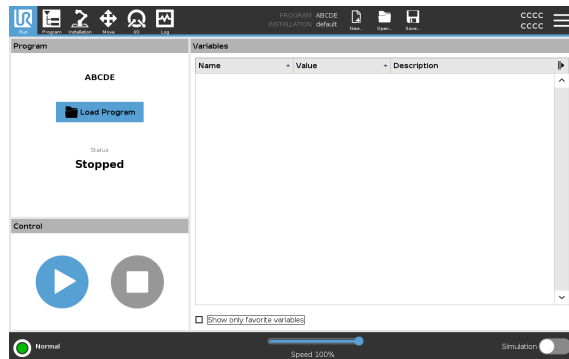 UR
PROGRAM ABCDE
INSTALLATION default
CCCC
CCCC
Run Program Installation Move I/O Log
New... Open... Save...
Program
Variables
ABCDE
Load Program
Status
Stopped
Name Value Description
Control
Show only favorite variables
Normal
Speed 100%
Simulation